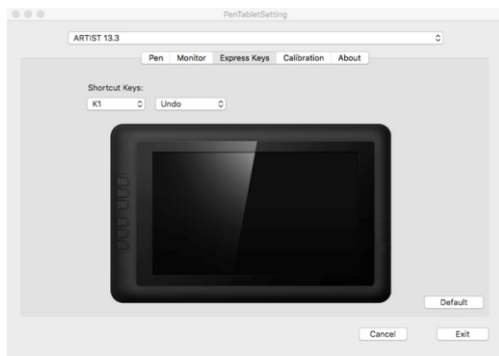 PenTabletSetting
ARTIST 13.3
Pen Monitor Express Keys Calibration About
Shortcut Keys:
K1 Undo
Default
Cancel Exit